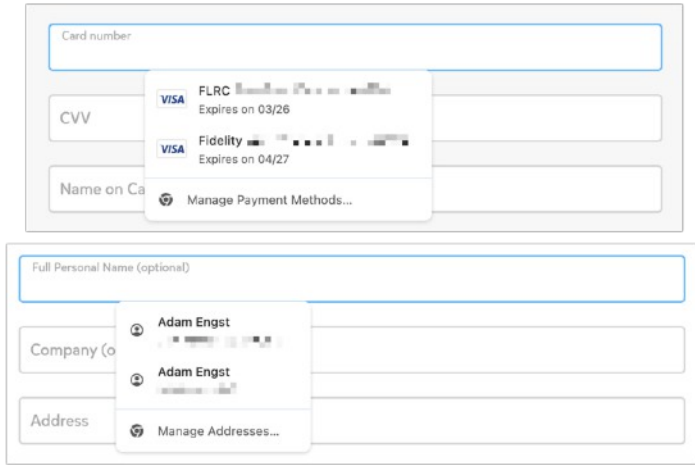 Card number
VISA FLRC
Expires on 03/26
CVV
VISA Fidelity
Expires on 04/27
Name on Ca
Manage Payment Methods...
Full Personal Name (optional)
Adam Engst
Company (o
Adam Engst
Address
Manage Addresses...